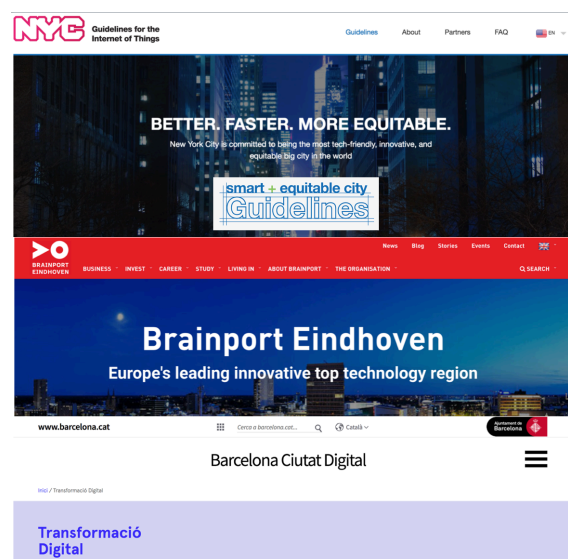 NYC
Guidelines for the
Internet of Things
Guidelines About Partners FAQ EN
BETTER. FASTER. MORE EQUITABLE.
New York City is committed to being the most tech-friendly, innovative, and
equitable big city in the world
smart + equitable city
Guidelines
BRAINPORT
EINDHOVEN
News Blog Stories Events Contact
BUSINESS INVEST CAREER STUDY LIVING IN ABOUT BRAINPORT THE ORGANISATION SEARCH
Brainport Eindhoven
Europe's leading innovative top technology region
www.barcelona.cat
Cerca a barcelona.cat...
Català
Ajuntament de
Barcelona
Barcelona Ciutat Digital
Inici / Transformació Digital
Transformació
Digital